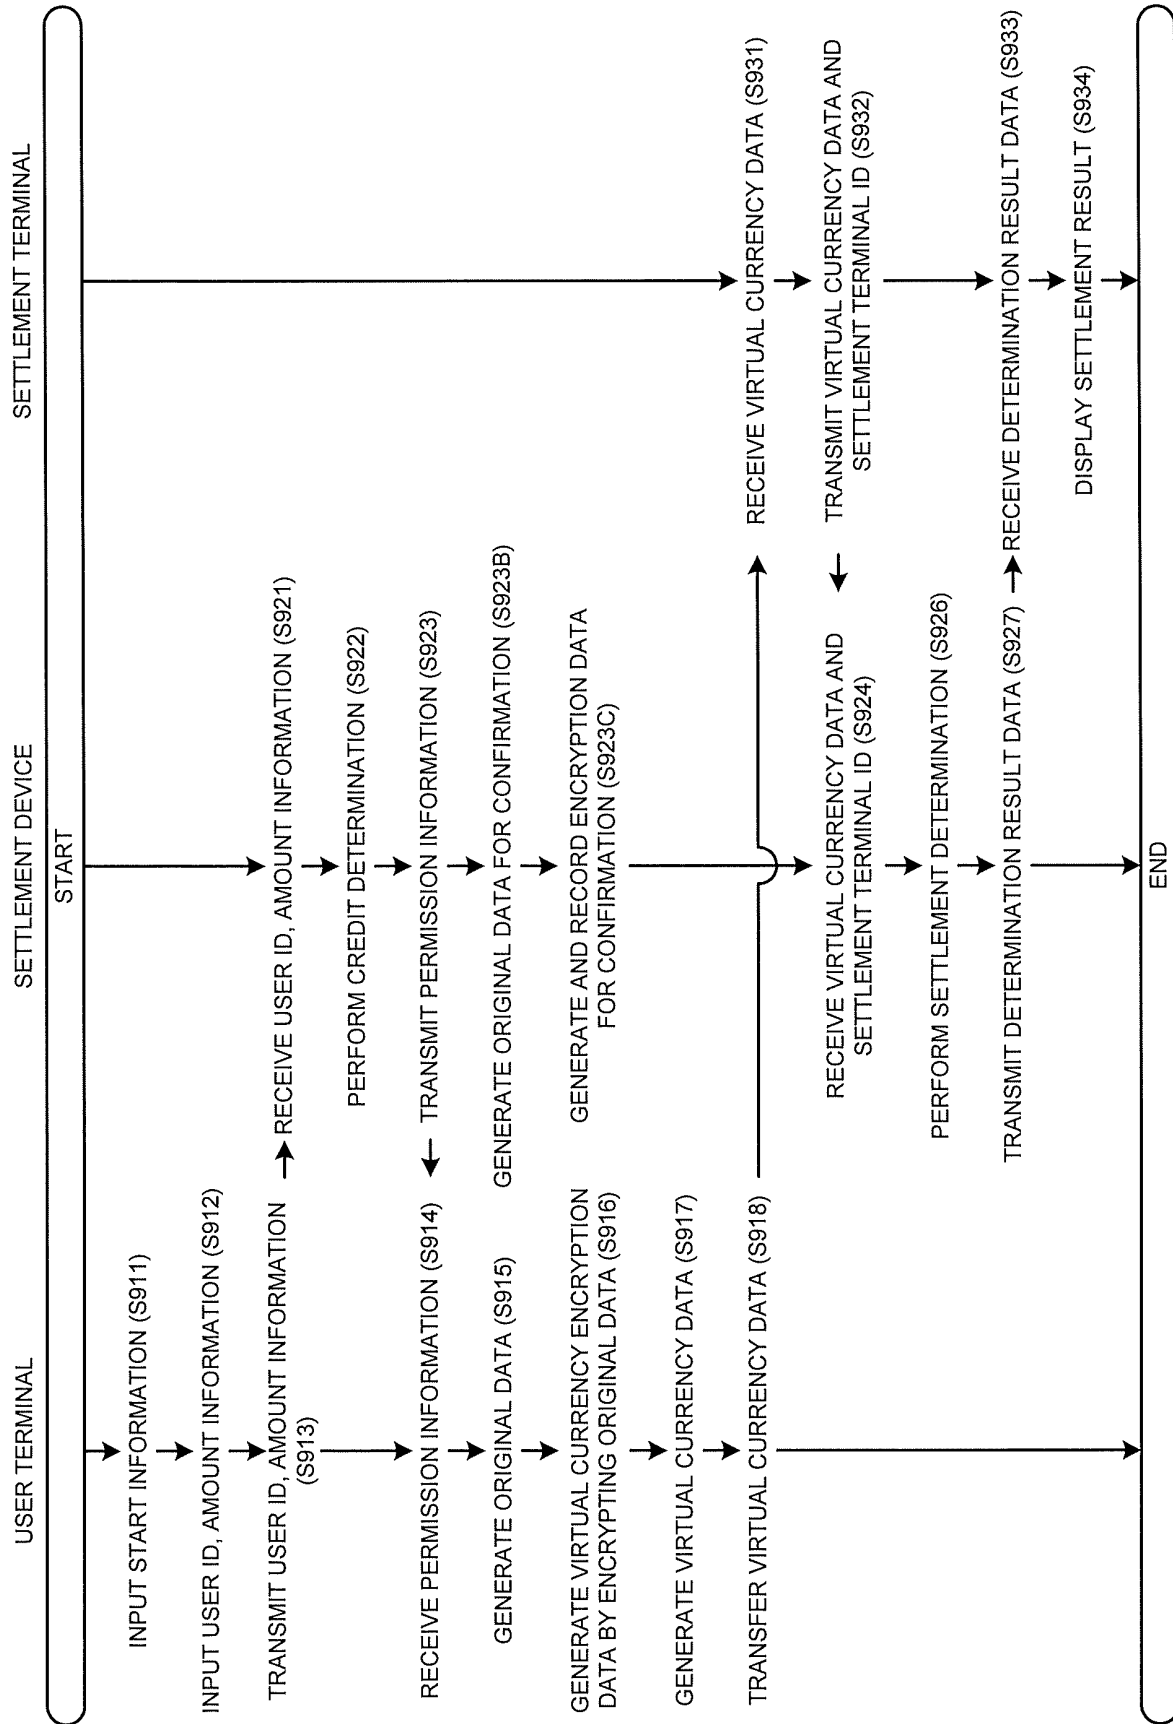 USER TERMINAL
SETTLEMENT DEVICE
SETTLEMENT TERMINAL
START
INPUT START INFORMATION (S911)
INPUT USER ID, AMOUNT INFORMATION (S912)
TRANSMIT USER ID, AMOUNT INFORMATION
(S913)
RECEIVE USER ID, AMOUNT INFORMATION (S921)
PERFORM CREDIT DETERMINATION (S922)
RECEIVE PERMISSION INFORMATION (S914)
TRANSMIT PERMISSION INFORMATION (S923)
GENERATE ORIGINAL DATA (S915)
GENERATE ORIGINAL DATA FOR CONFIRMATION (S923B)
GENERATE VIRTUAL CURRENCY ENCRYPTION
DATA BY ENCRYPTING ORIGINAL DATA (S916)
GENERATE AND RECORD ENCRYPTION DATA
FOR CONFIRMATION (S923C)
GENERATE VIRTUAL CURRENCY DATA (S917)
TRANSFER VIRTUAL CURRENCY DATA (S918)
RECEIVE VIRTUAL CURRENCY DATA (S931)
RECEIVE VIRTUAL CURRENCY DATA AND
SETTLEMENT TERMINAL ID (S924)
TRANSMIT VIRTUAL CURRENCY DATA AND
SETTLEMENT TERMINAL ID (S932)
PERFORM SETTLEMENT DETERMINATION (S926)
TRANSMIT DETERMINATION RESULT DATA (S927)
RECEIVE DETERMINATION RESULT DATA (S933)
DISPLAY SETTLEMENT RESULT (S934)
END